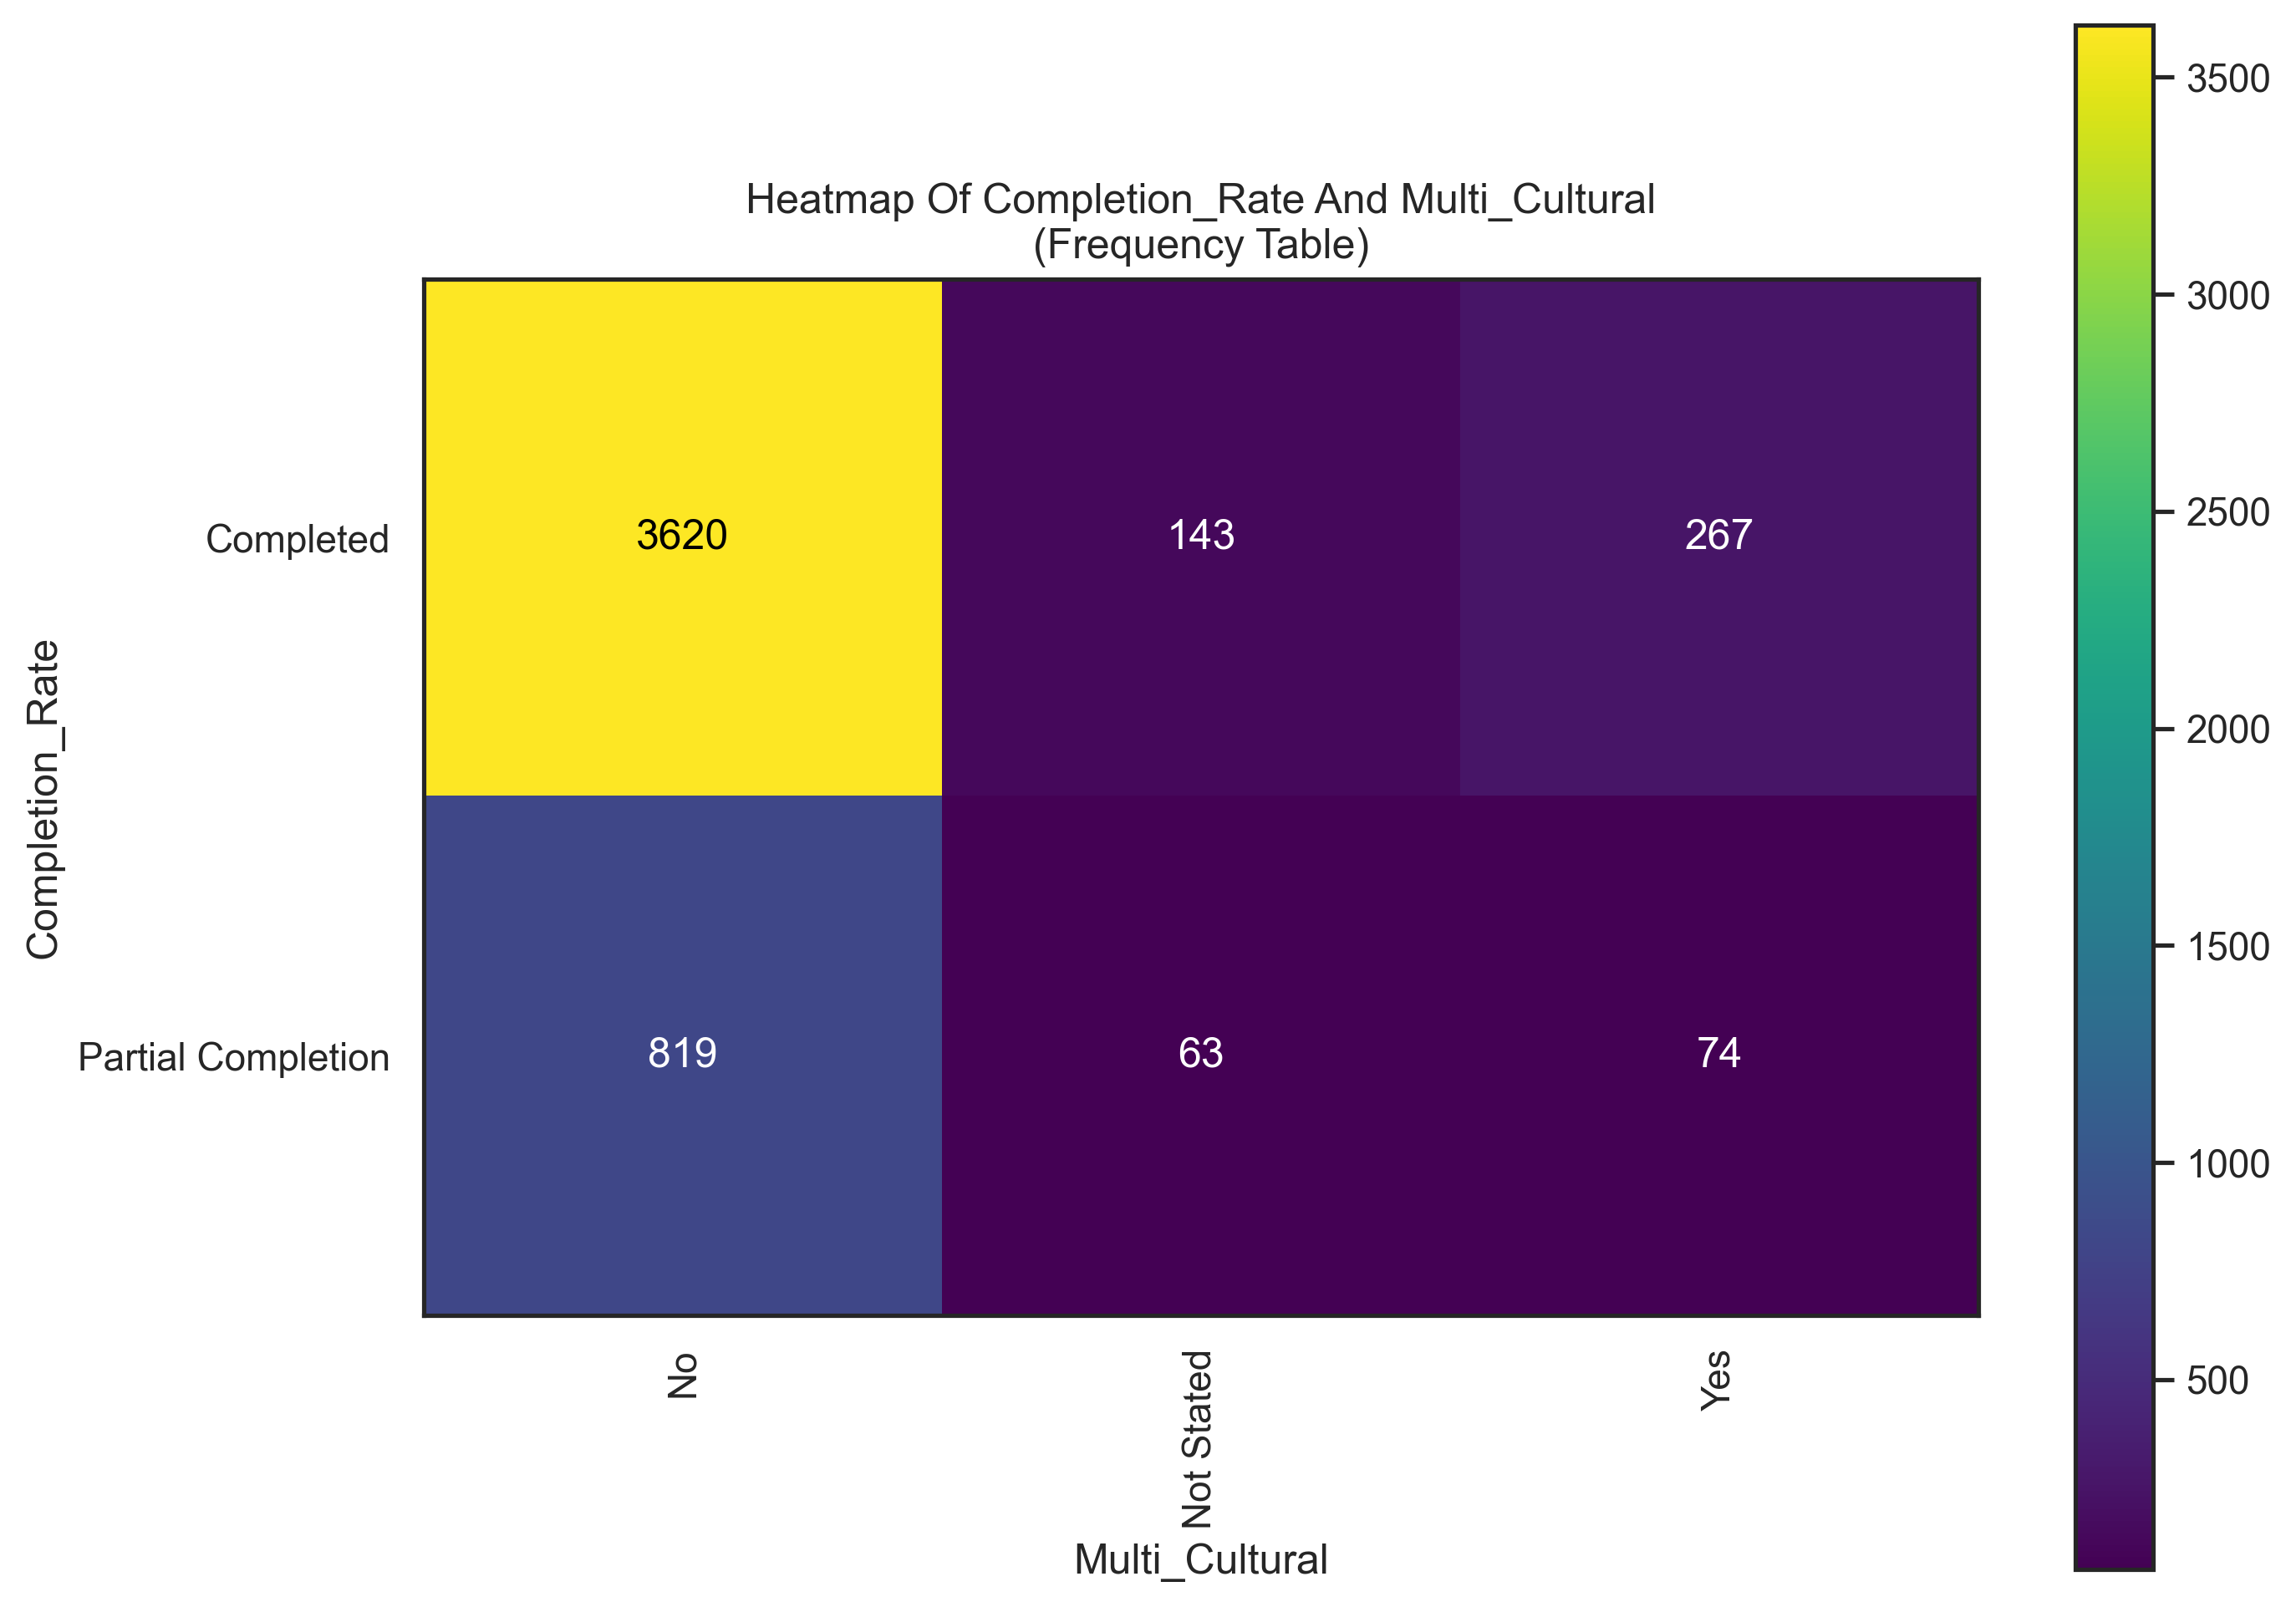 Heatmap Of Completion_Rate And Multi_Cultural
(Frequency Table)
Completion_Rate
Completed
3620
143
267
Partial Completion
819
63
74
No
Not Stated
Yes
Multi_Cultural
3500
3000
2500
2000
1500
1000
500